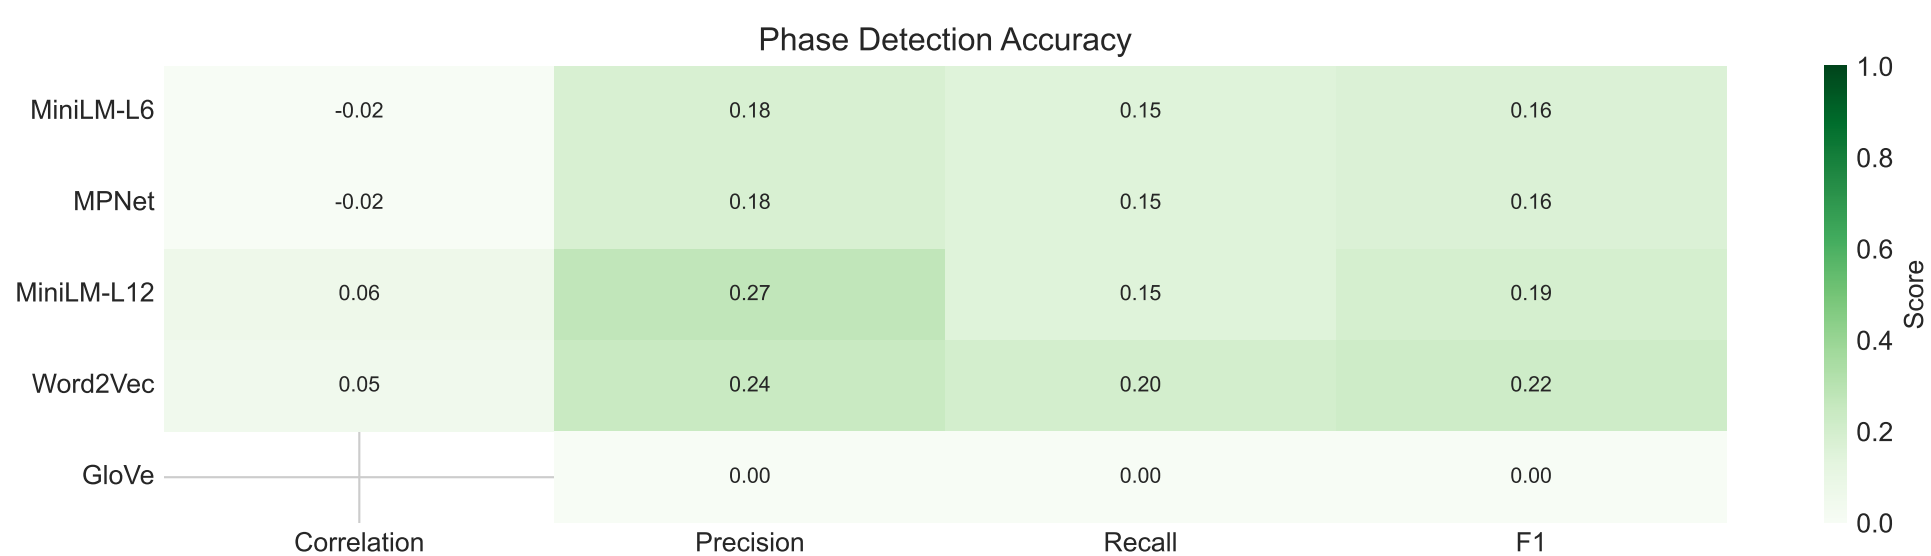 Phase Detection Accuracy
MiniLM-L6 -0.02 0.18 0.15 0.16
MPNet -0.02 0.18 0.15 0.16
MiniLM-L12 0.06 0.27 0.15 0.19
Word2Vec 0.05 0.24 0.20 0.22
GloVe 0.00 0.00 0.00
Correlation Precision Recall F1
1.0
0.8
0.6
0.4
0.2
0.0
Score